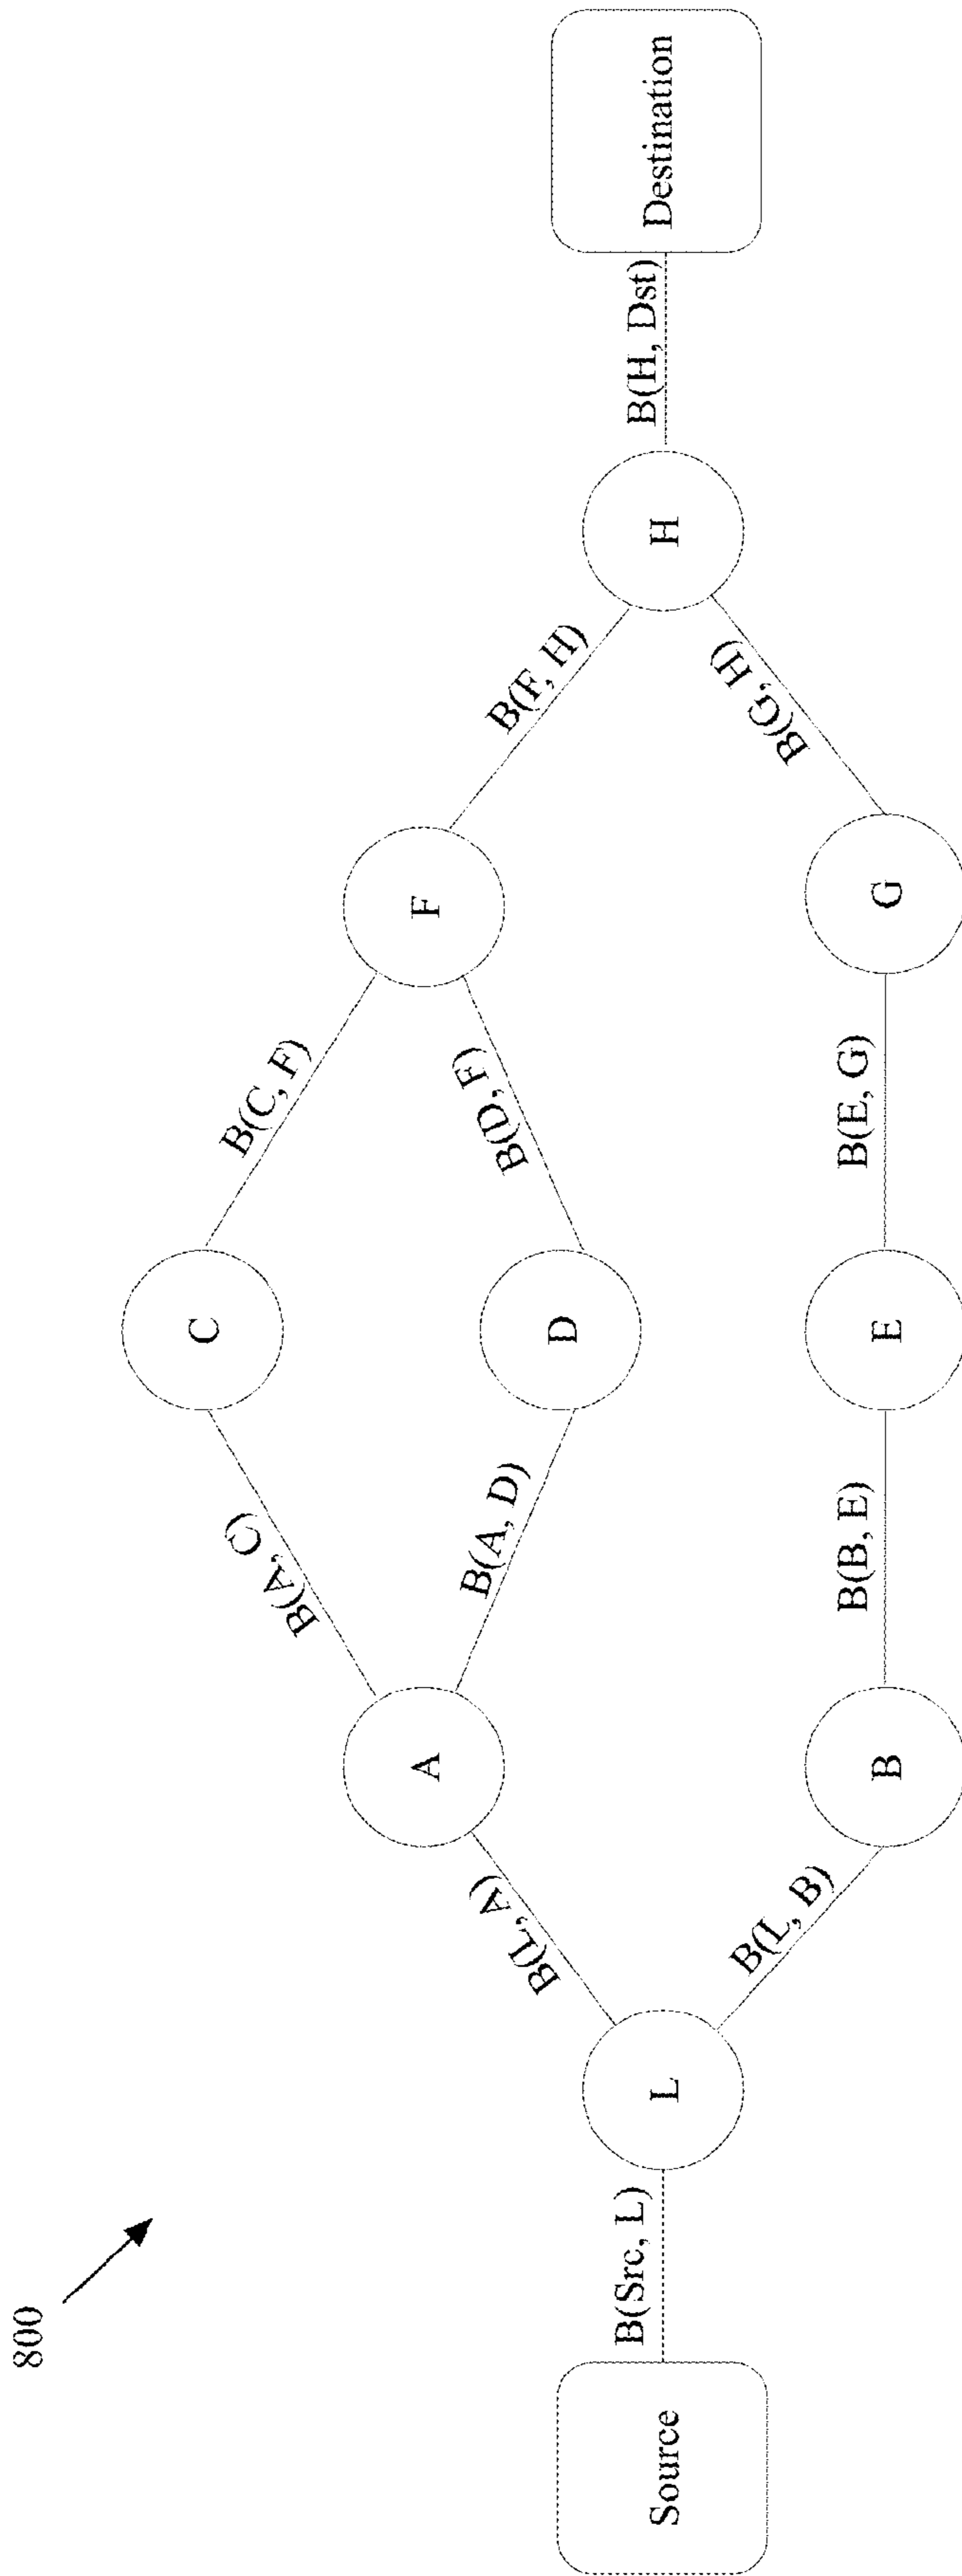 800
Source
B(Src, L)
L
B(L, A)
B(L, B)
A
B
B(A, C)
B(A, D)
B(B, E)
C
D
E
B(C, F)
B(D, F)
B(E, G)
F
G
B(F, H)
B(G, H)
H
B(H, Dst)
Destination